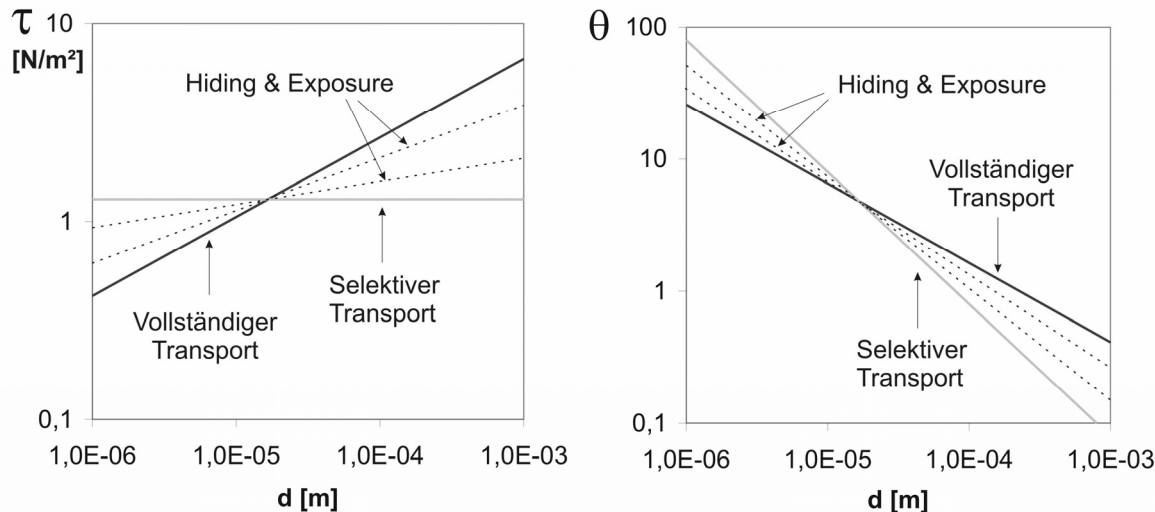 τ
[N/m²]
10
1
0,1
Hiding & Exposure
Selektiver
Transport
Vollständiger
Transport
1,0E-06 1,0E-05 1,0E-04 1,0E-03
d [m]
θ
100
10
1
0,1
Hiding & Exposure
Vollständiger
Transport
Selektiver
Transport
1,0E-06 1,0E-05 1,0E-04 1,0E-03
d [m]